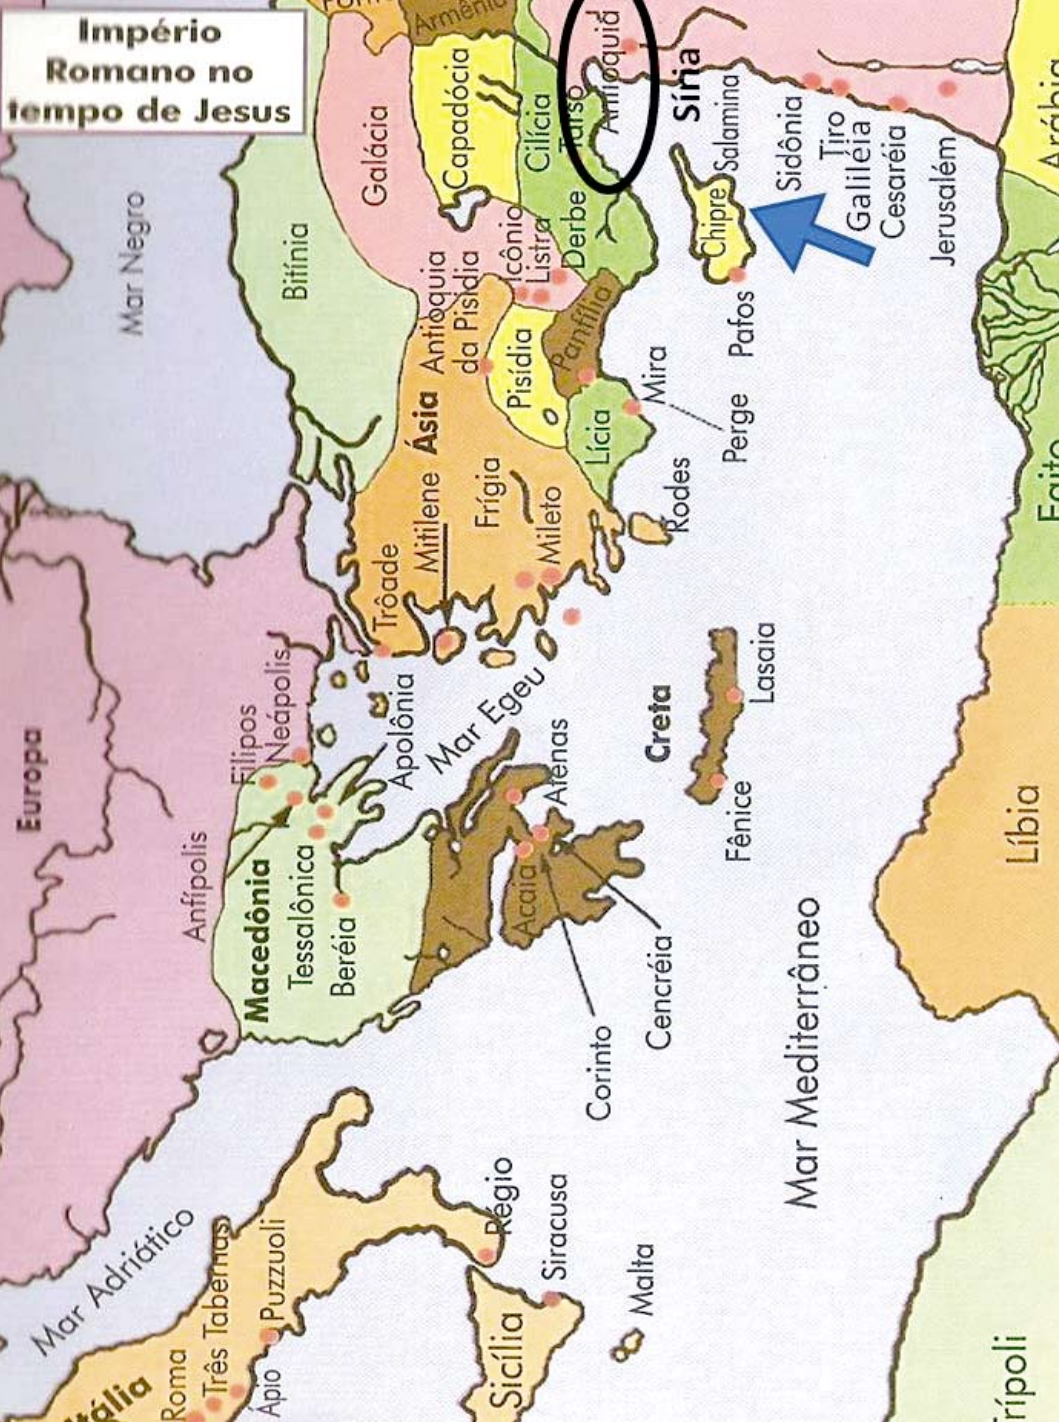 Império
Romano no
tempo de Jesus
Armênia
Galácia
Capadócia
Cilícia
Tarso
Antioquia
Síria
Salamina
Chipre
Pafos
Sidônia
Tiro
Galiléia
Cesaréia
Jerusalém
Arábia
Mar Negro
Bitínia
Antioquia
da Pisídia
Icônio
Listra
Derbe
Panfília
Pisídia
Ásia
Lícia
Mira
Perge
Rodes
Mitilene
Frígia
Mileto
Trôade
Egito
Europa
Filipos
Neápolis
Apolônia
Mar Egeu
Atenas
Creta
Lasaia
Fênice
Anfípolis
Macedônia
Tessalônica
Beréia
Acaia
Corinto
Cencréia
Líbia
Mar Mediterrâneo
Mar Adriático
Itália
Roma
Três Tabernas
Ápio
Puzzuoli
Régio
Siracusa
Sicília
Malta